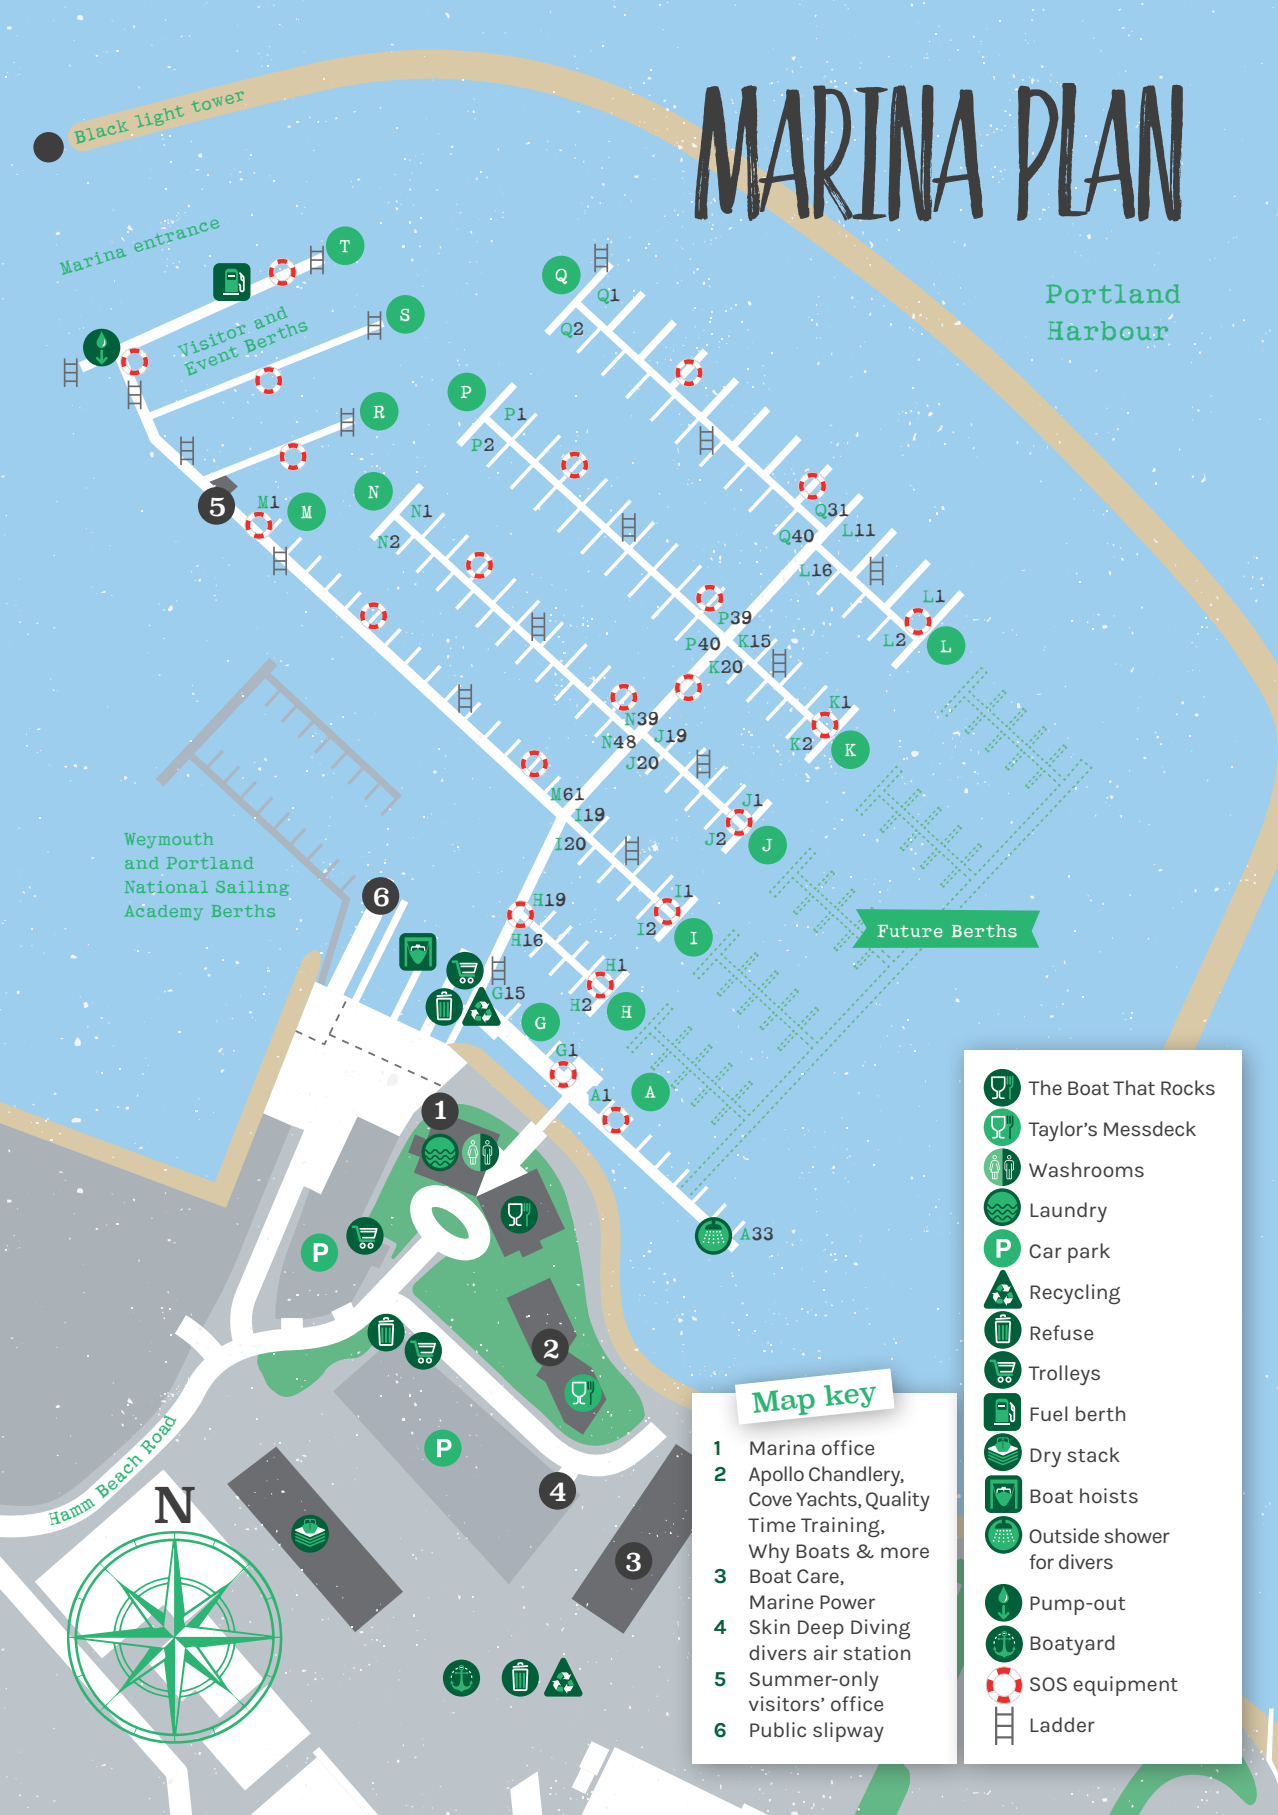 MARINA PLAN
Black light tower
Marina entrance
T
Q
Q1
Q2
Portland
Harbour
Visitor and
Event Berths
S
R
P
P1
P2
5
M1
M
N
N1
N2
Q31
Q40
L11
L16
L1
L2
L
P39
P40
K15
K20
K1
K2
K
N39
N48
J19
J20
J1
J2
J
M61
I19
I20
I1
I2
I
Weymouth
and Portland
National Sailing
Academy Berths
6
H19
H16
H1
H2
H
Future Berths
G15
G
G1
A1
A
A33
1
P
2
P
4
3
Hamm Beach Road
N
Map key
1 Marina office
2 Apollo Chandlery,
Cove Yachts, Quality
Time Training,
Why Boats & more
3 Boat Care,
Marine Power
4 Skin Deep Diving
divers air station
5 Summer-only
visitors’ office
6 Public slipway
The Boat That Rocks
Taylor’s Messdeck
Washrooms
Laundry
P Car park
Recycling
Refuse
Trolleys
Fuel berth
Dry stack
Boat hoists
Outside shower
for divers
Pump-out
Boatyard
SOS equipment
Ladder